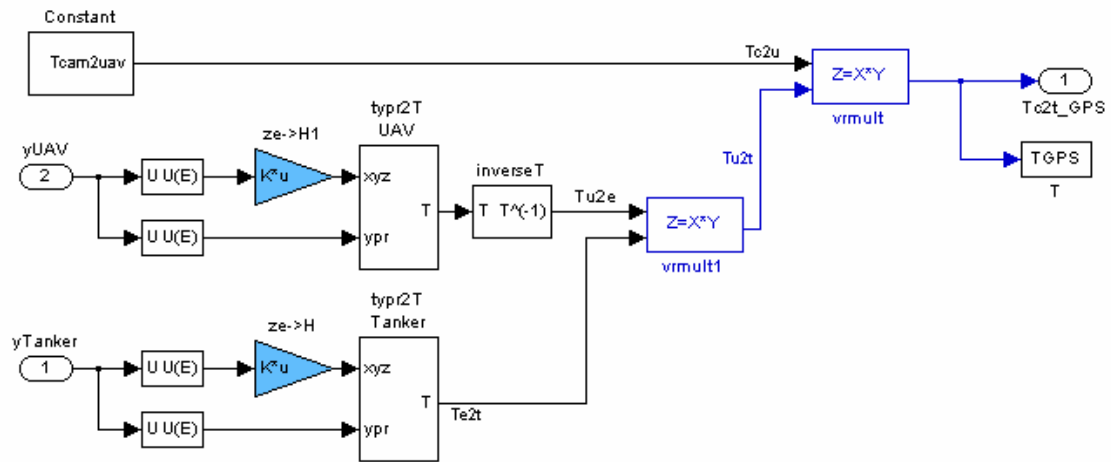 Constant
Tcam2uav
Tc2u
Z=X*Y
vrmult
1
Tc2t_GPS
TGPS
T
Tu2t
yUAV
2
U U(E)
U U(E)
ze->H1
K*u
typr2T
UAV
xyz
T
ypr
inverseT
T T^(-1)
Tu2e
Z=X*Y
vrmult1
yTanker
1
U U(E)
U U(E)
ze->H
K*u
typr2T
Tanker
xyz
T
ypr
Te2t